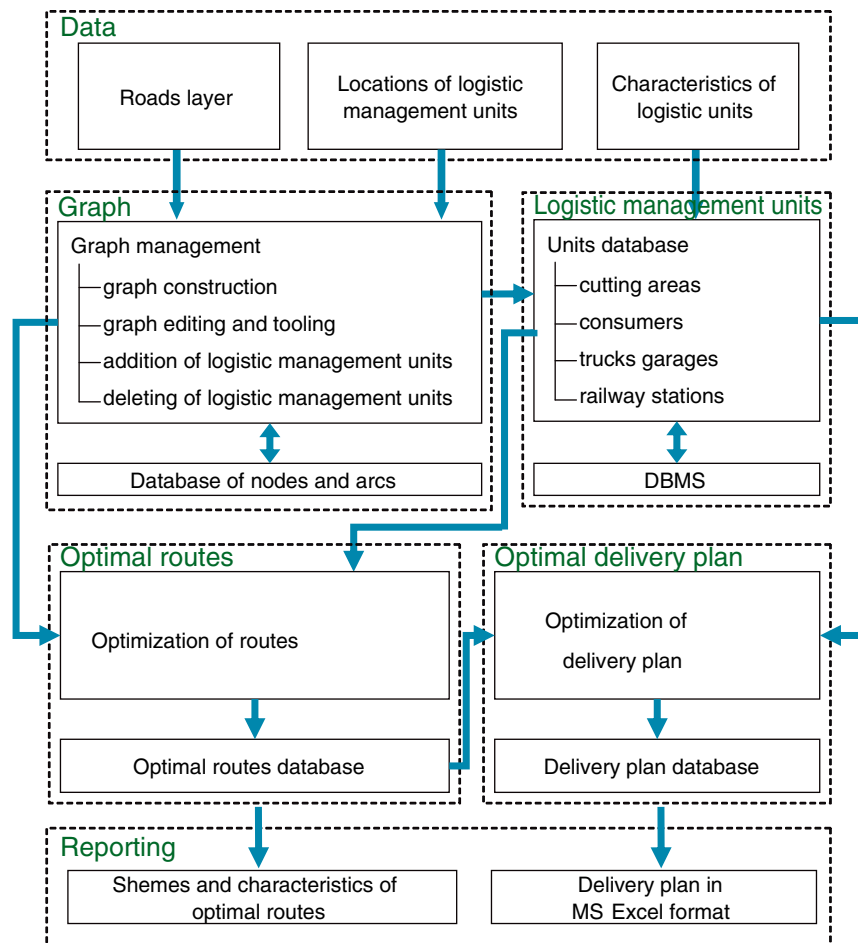 Data
Roads layer
Locations of logistic
management units
Characteristics of
logistic units
Graph
Graph management
graph construction
graph editing and tooling
addition of logistic management units
deleting of logistic management units
Database of nodes and arcs
Logistic management units
Units database
cutting areas
consumers
trucks garages
railway stations
DBMS
Optimal routes
Optimization of routes
Optimal routes database
Optimal delivery plan
Optimization of
delivery plan
Delivery plan database
Reporting
Shemes and characteristics of
optimal routes
Delivery plan in
MS Excel format